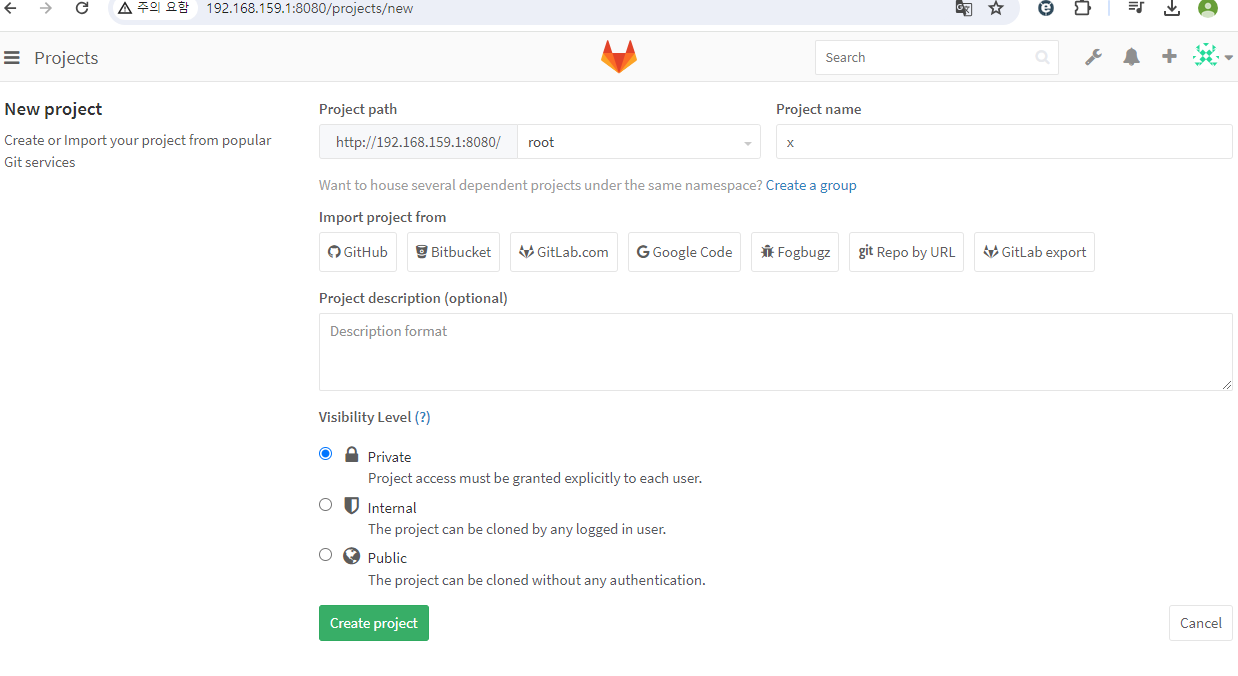 주의 요함 192.168.159.1:8080/projects/new
Projects
Search
New project
Create or Import your project from popular
Git services
Project path
Project name
http://192.168.159.1:8080/ root
x
Want to house several dependent projects under the same namespace? Create a group
Import project from
GitHub Bitbucket GitLab.com Google Code Fogbugz git Repo by URL GitLab export
Project description (optional)
Description format
Visibility Level (?)
Private
Project access must be granted explicitly to each user.
Internal
The project can be cloned by any logged in user.
Public
The project can be cloned without any authentication.
Create project
Cancel